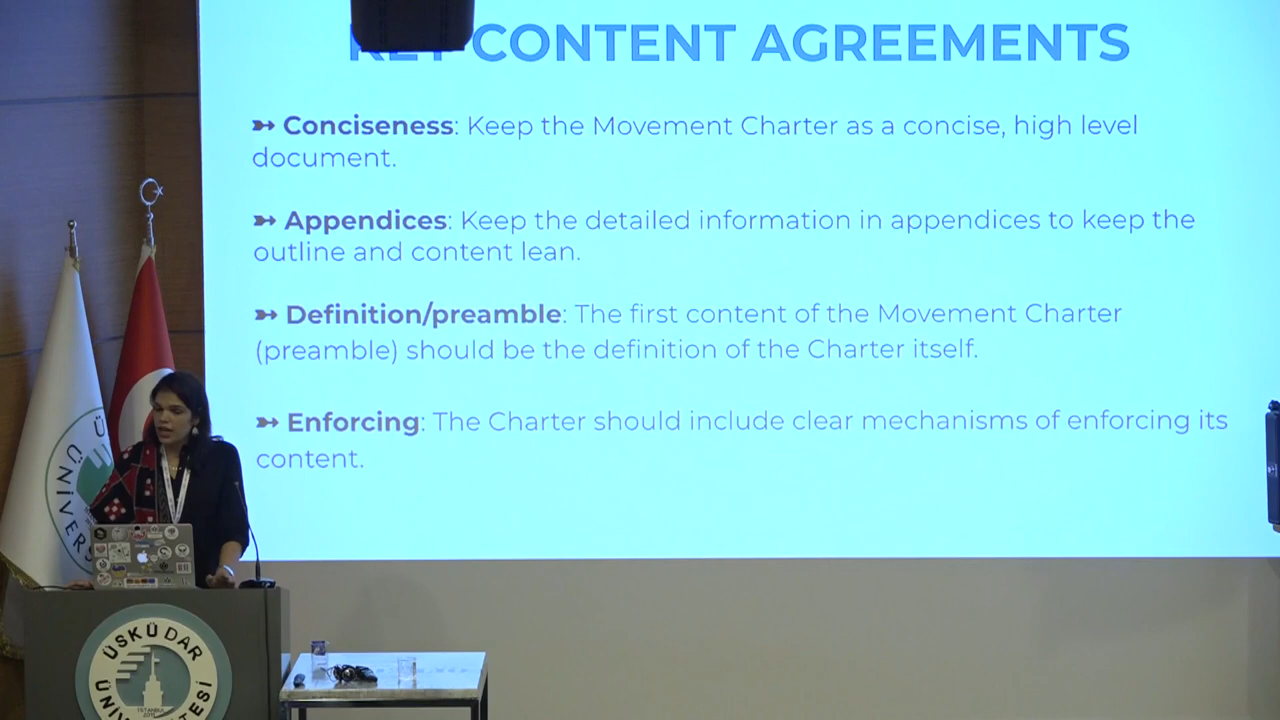 KEY CONTENT AGREEMENTS
➳ Conciseness: Keep the Movement Charter as a concise, high level
document.
➳ Appendices: Keep the detailed information in appendices to keep the
outline and content lean.
➳ Definition/preamble: The first content of the Movement Charter
(preamble) should be the definition of the Charter itself.
➳ Enforcing: The Charter should include clear mechanisms of enforcing its
content.
ÜSKÜDAR
ÜNİVERSİTESİ
İSTANBUL
2011